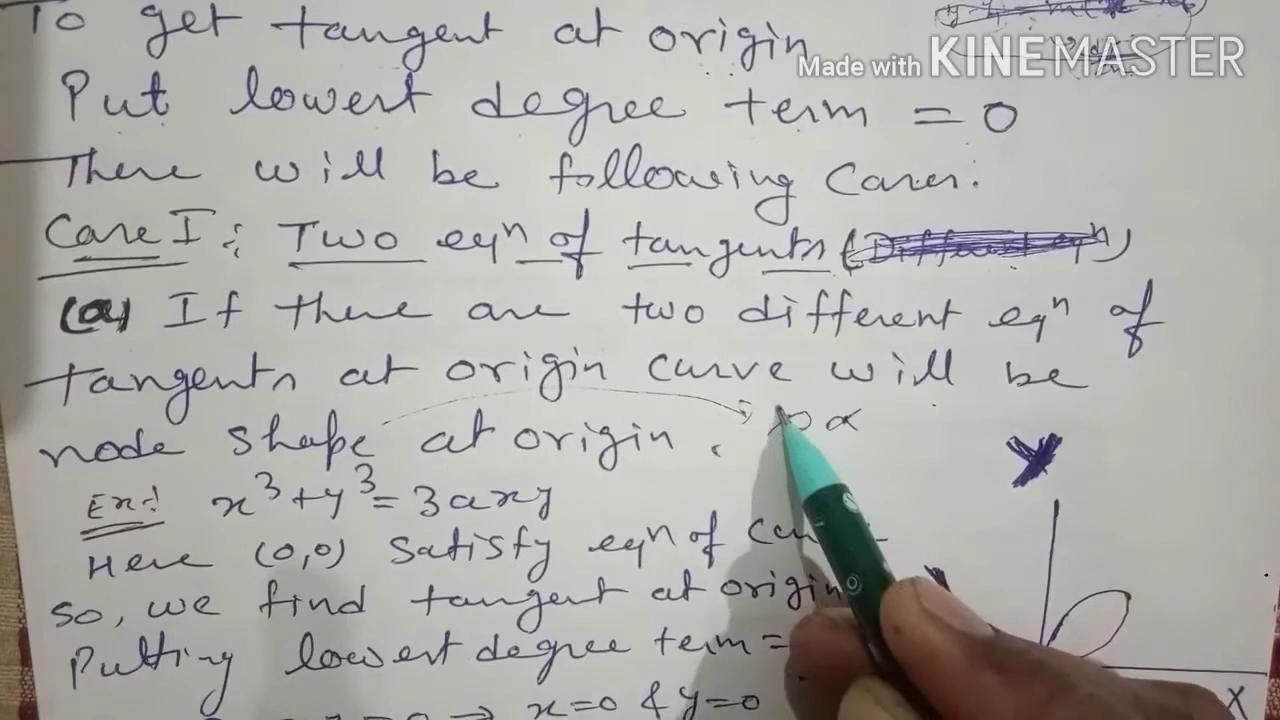 To get tangent at origin
Made with KINEMASTER
Put lowest degree term = 0
There will be following Cases.
Case I: Two eqⁿ of tangents (
(a) If there are two different eqⁿ of
tangents at origin curve will be
node shape at origin.
∝
Ex: x³+y³=3axy
Here (0,0) satisfy eqⁿ of
so, we find tangent at origin
Putting lowest degree term =
x=0 & y=0
X